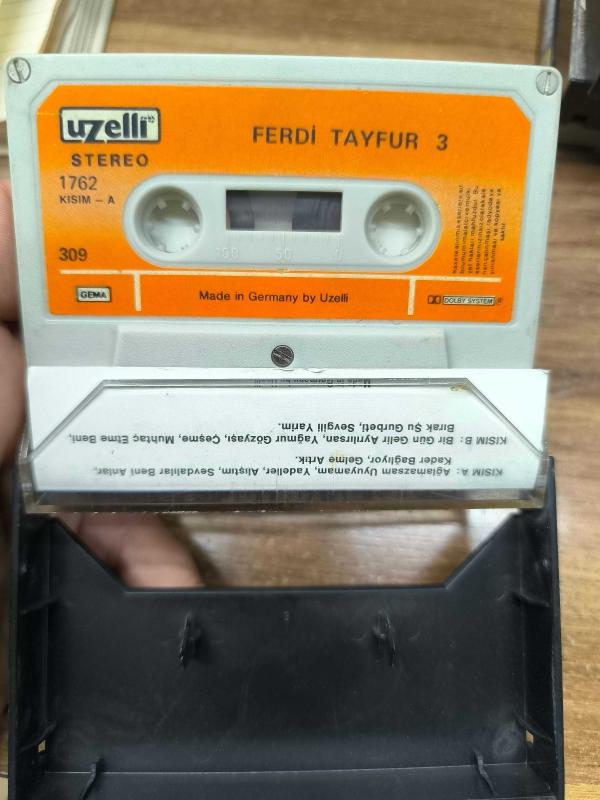 uzelli
STEREO
FERDİ TAYFUR 3
1762
KISIM – A
309
00 50 0
GEMA
Made in Germany by Uzelli
DOLBY SYSTEM ®
KISIM A: Ağlamazsam Uyuyamam, Yadeller, Alıştım, Sevdalılar Beni Anlar,
Kader Bağlıyor, Gelme Artık.
KISIM B: Bir Gün Gelir Ayrılırsan, Yağmur Gözyaşı, Çeşme, Muhtaç Etme Beni,
Bırak Şu Gurbeti, Sevgili Yarim.